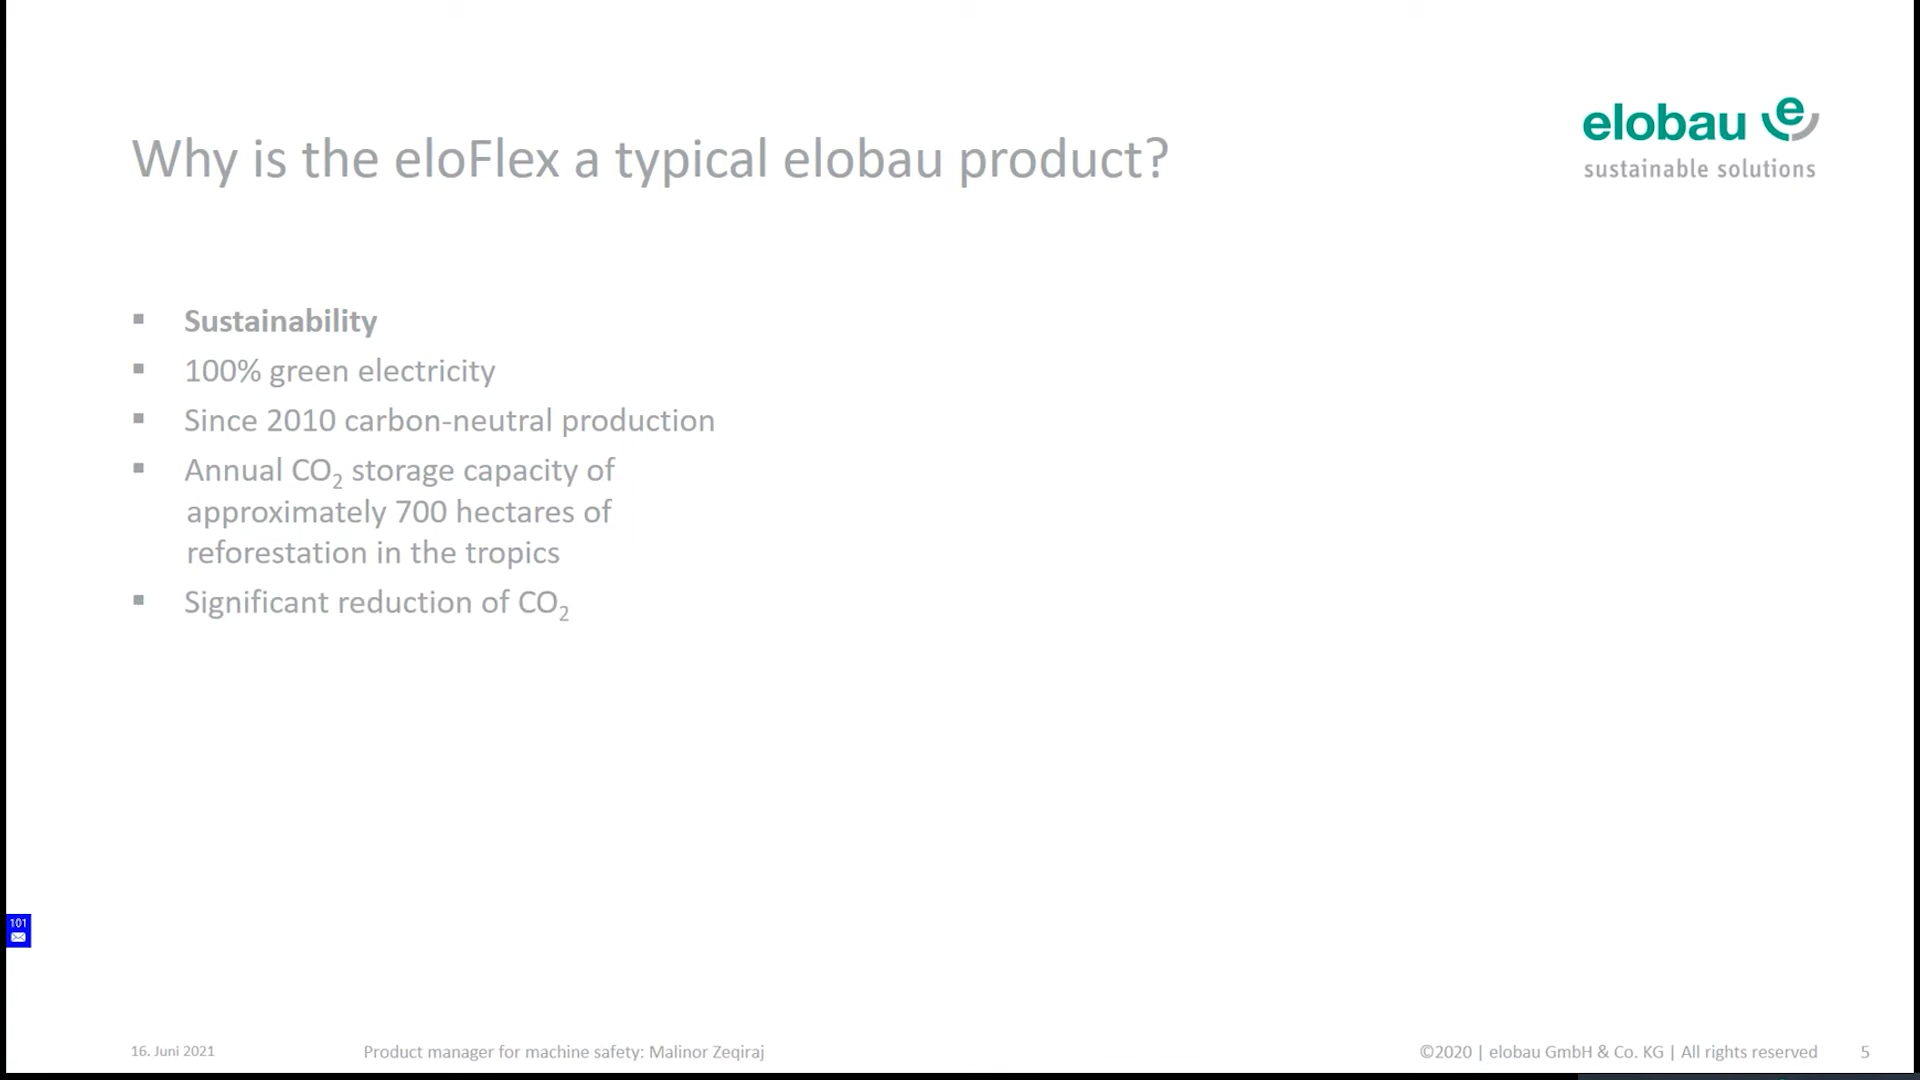 Why is the eloFlex a typical elobau product?
elobau e
sustainable solutions
▪ Sustainability
▪ 100% green electricity
▪ Since 2010 carbon-neutral production
▪ Annual CO₂ storage capacity of
approximately 700 hectares of
reforestation in the tropics
▪ Significant reduction of CO₂
101
16. Juni 2021
Product manager for machine safety: Malinor Zeqiraj
©2020 | elobau GmbH & Co. KG | All rights reserved
5